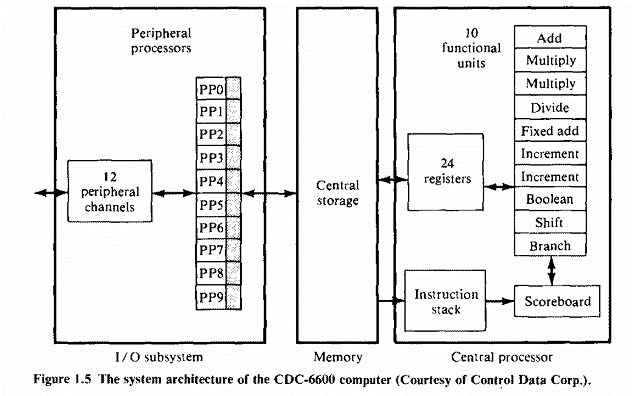 Peripheral
processors
PP0
PP1
PP2
PP3
PP4
PP5
PP6
PP7
PP8
PP9
12
peripheral
channels
I/O subsystem
Central
storage
Memory
10
functional
units
Add
Multiply
Multiply
Divide
Fixed add
Increment
Increment
Boolean
Shift
Branch
24
registers
Instruction
stack
Scoreboard
Central processor
Figure 1.5 The system architecture of the CDC-6600 computer (Courtesy of Control Data Corp.).